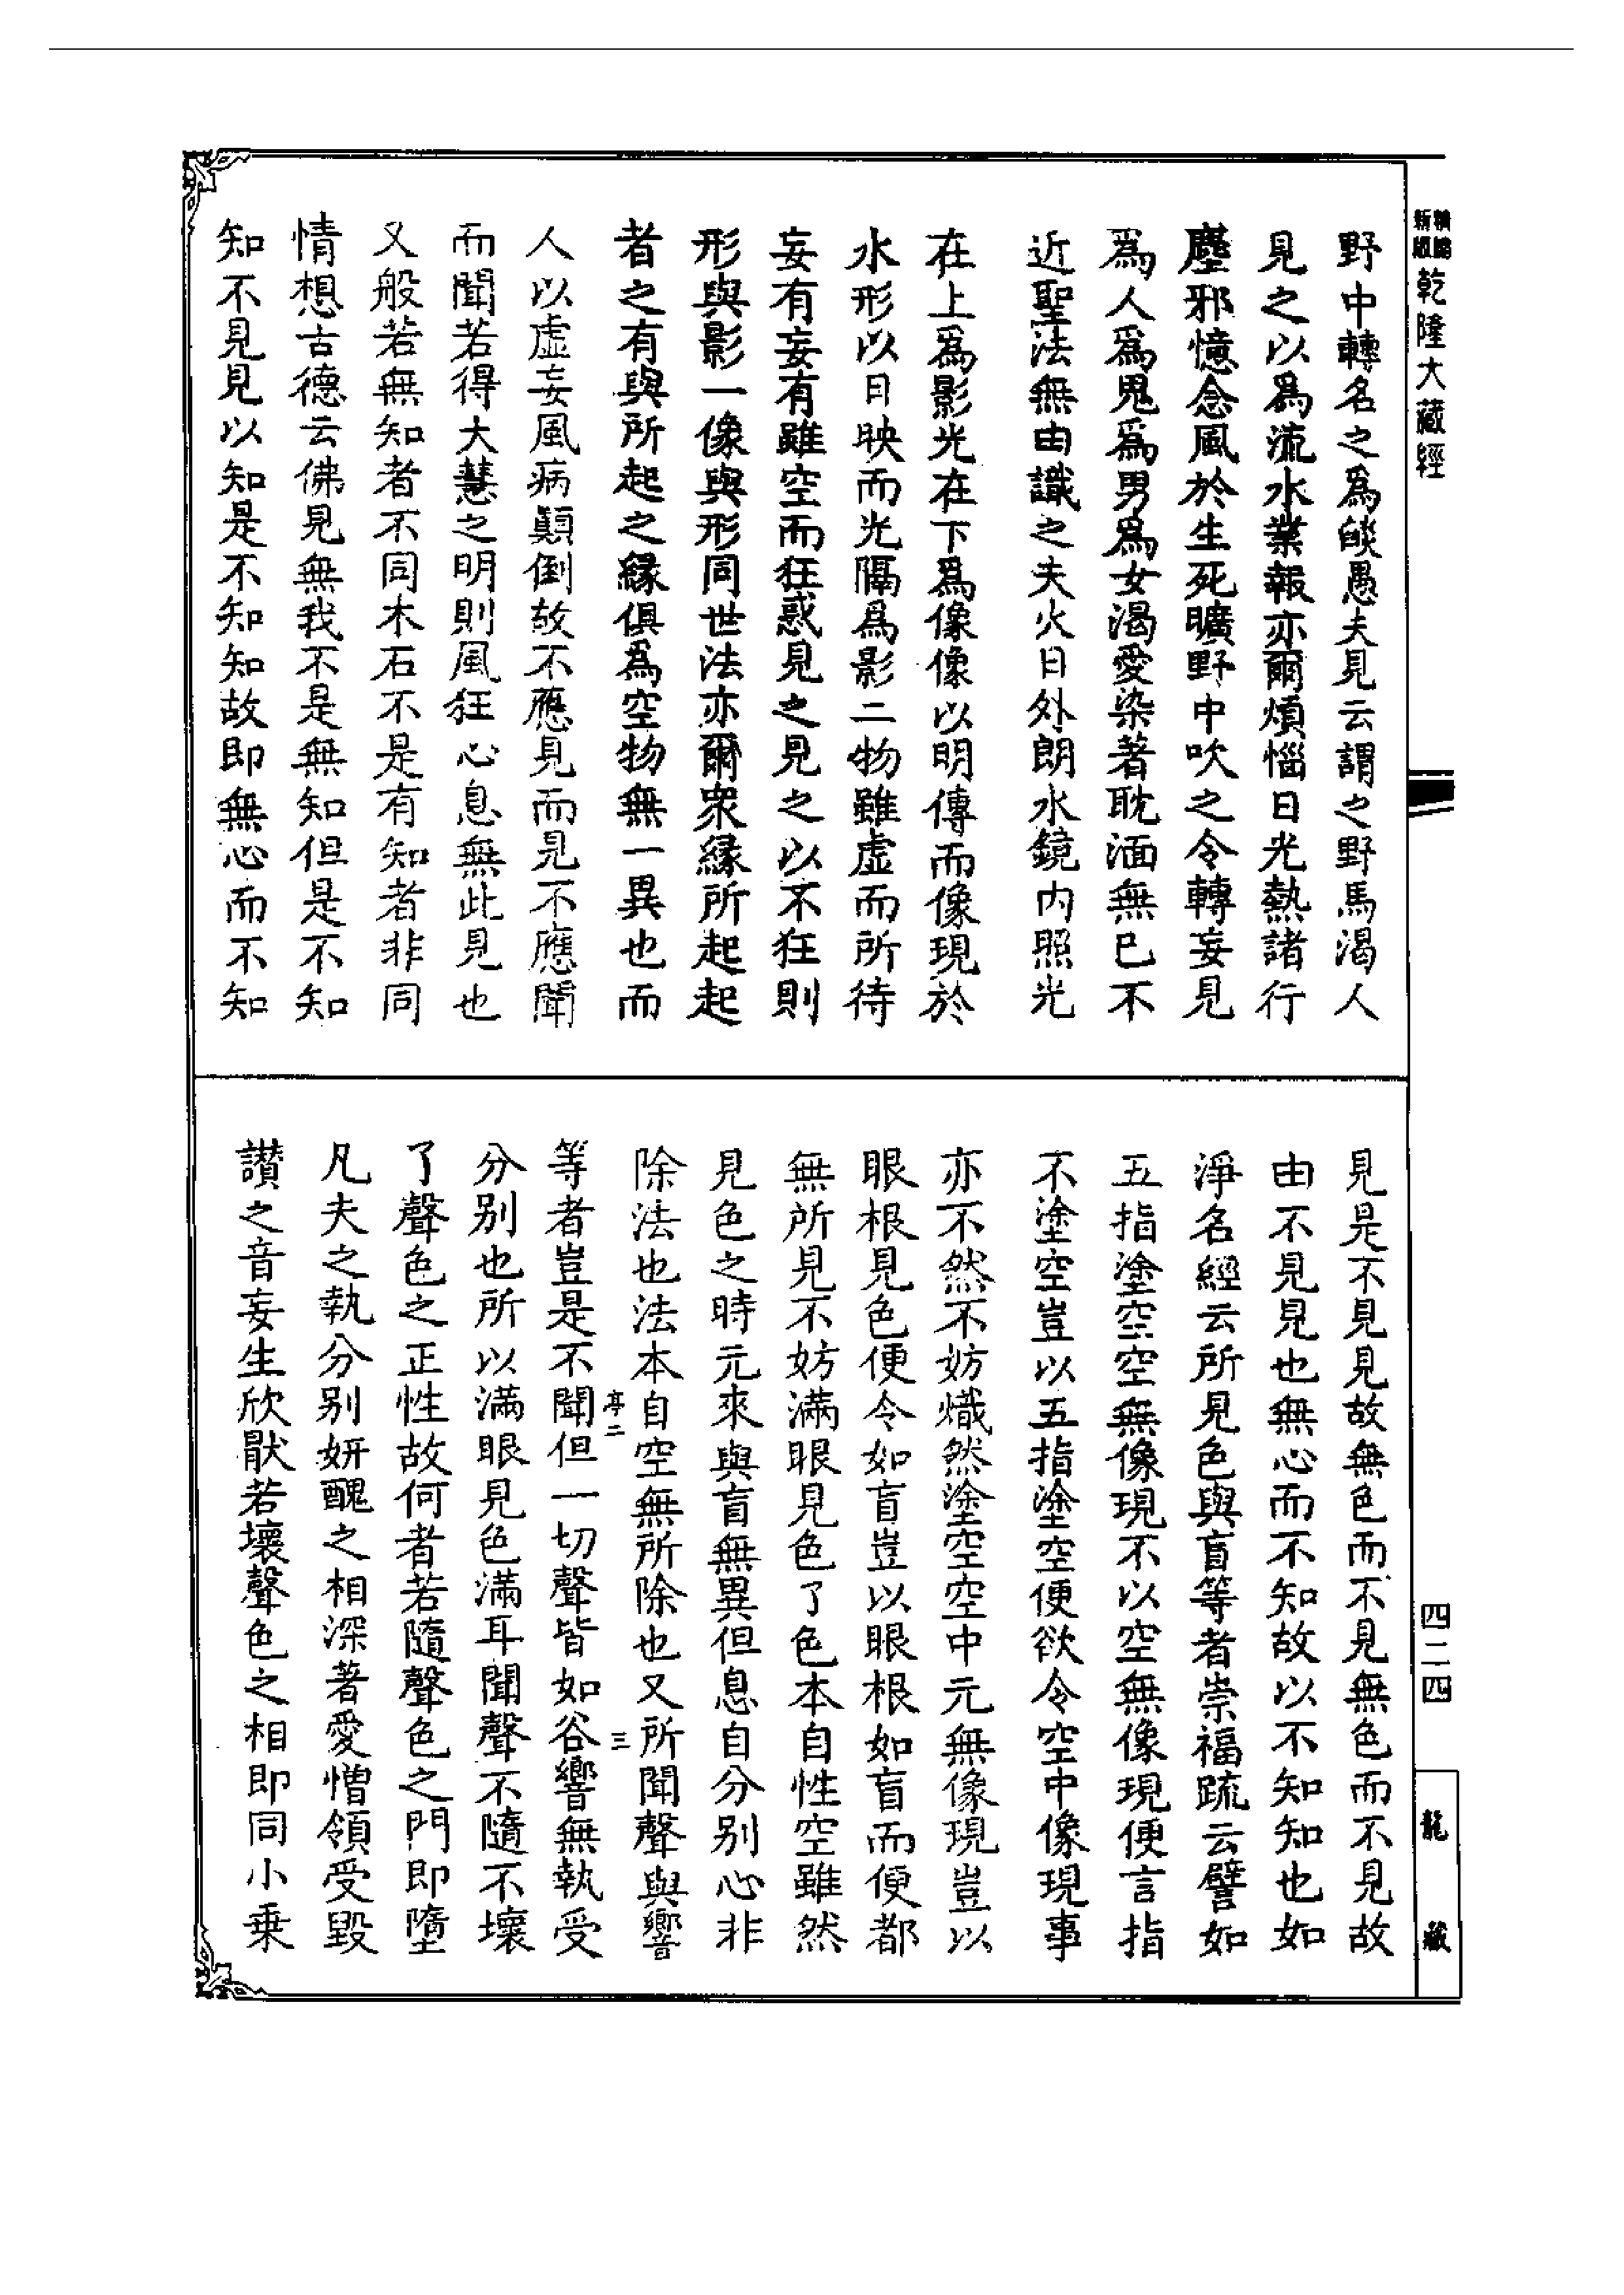 精編
新版
乾隆大藏經
四二四
龍藏
野中轉名之爲燄愚夫見云謂之野馬渴人
見之以爲流水業報亦爾煩惱日光熱諸行
塵邪憶念風於生死曠野中吹之令轉妄見
爲人爲鬼爲男爲女渴愛染著耽湎無已不
近聖法無由識之夫火日外朗水鏡內照光
在上爲影光在下爲像像以明傳而像現於
水形以日映而光隔爲影二物雖虛而所待
妄有妄有雖空而狂惑見之見之以不狂則
形與影一像與形同世法亦爾衆緣所起起
者之有與所起之緣俱爲空物無一異也而
人以虛妄風病顛倒故不應見而見不應聞
而聞若得大慧之明則風狂心息無此見也
又般若無知者不同木石不是有知者非同
情想古德云佛見無我不是無知但是不知
知不見見以知是不知知故即無心而不知
見是不見見故無色而不見無色而不見故
由不見見也無心而不知故以不知知也如
淨名經云所見色與盲等者崇福疏云譬如
五指塗空空無像現不以空無像現便言指
不塗空豈以五指塗空便欲令空中像現事
亦不然不妨熾然塗空空中元無像現豈以
眼根見色便令如盲豈以眼根如盲而便都
無所見不妨滿眼見色了色本自性空雖然
見色之時元來與盲無異但息自分別心非
除法也法本自空無所除也又所聞聲與響
亭二
三
等者豈是不聞但一切聲皆如谷響無執受
分別也所以滿眼見色滿耳聞聲不隨不壞
了聲色之正性故何者若隨聲色之門即墮
凡夫之執分別妍醜之相深著愛憎領受毀
讚之音妄生欣猒若壞聲色之相即同小乘